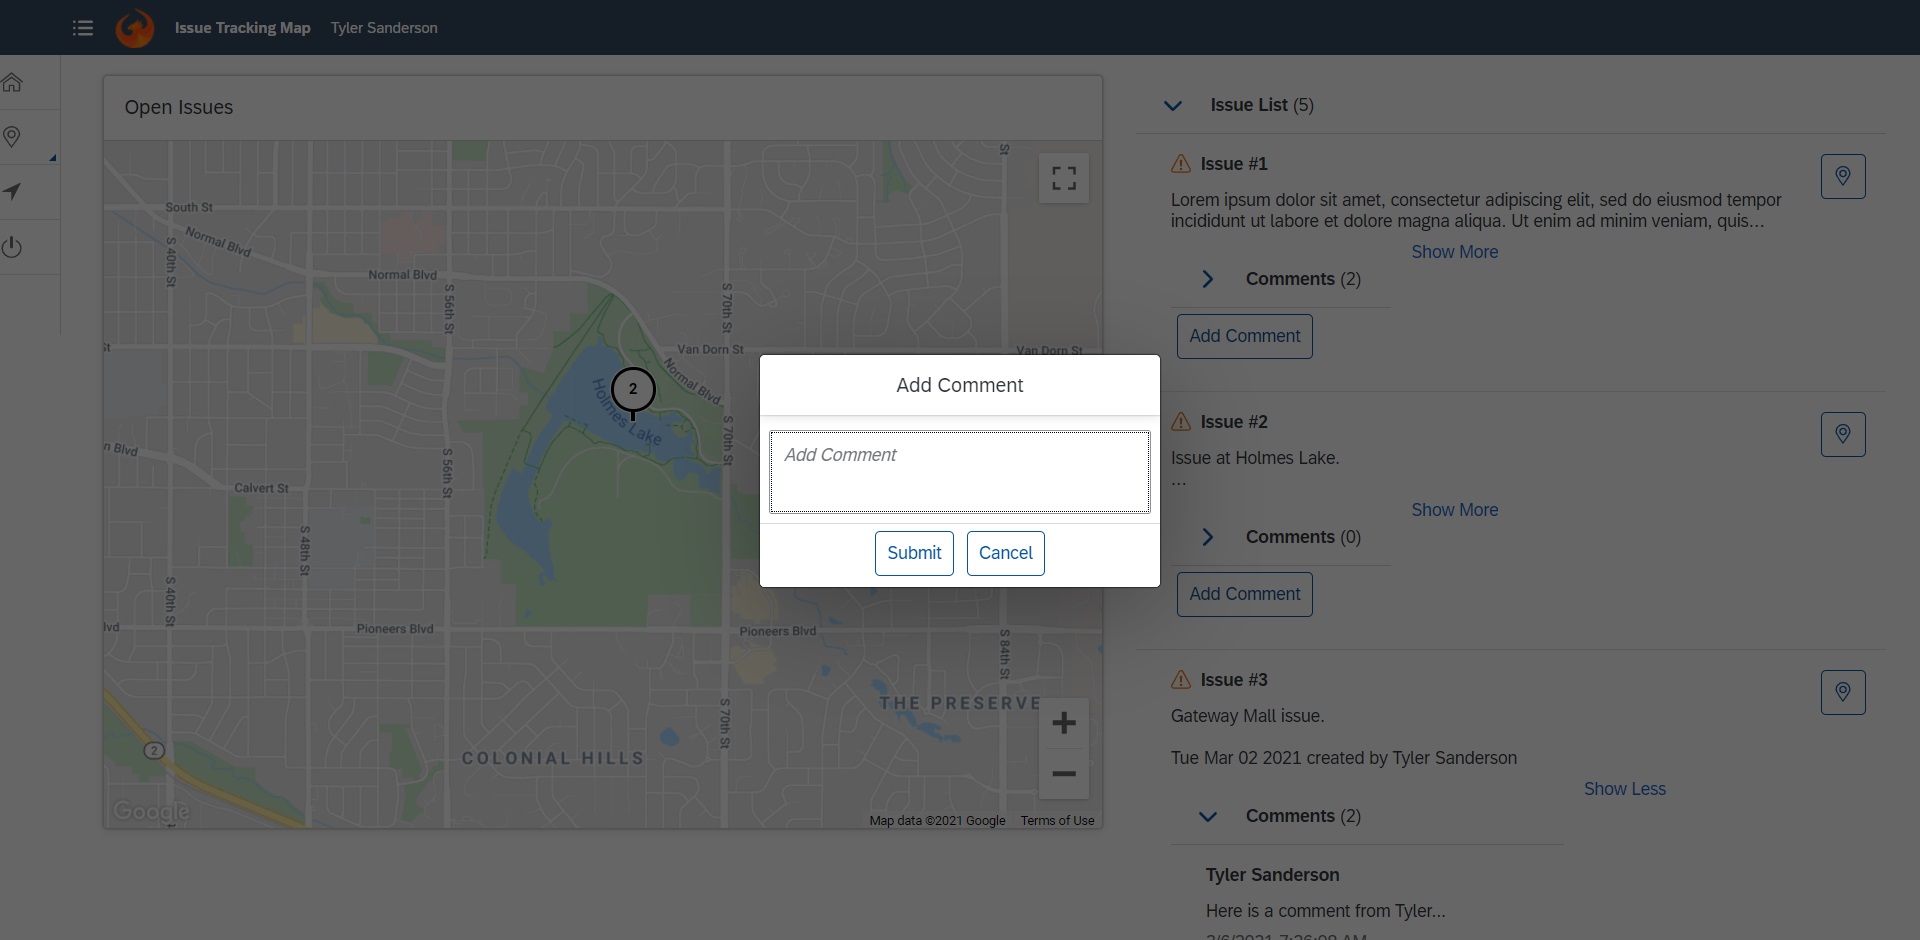 Issue Tracking Map Tyler Sanderson
Open Issues
South St
Normal Blvd
S 40th St
Normal Blvd
S 56th St
S 70th St
St
Van Dorn St
Van Dorn St
Normal Blvd
St
2
Holmes Lake
S 70th St
n Blvd
S 56th St
Calvert St
S 48th St
S 40th St
lvd
Pioneers Blvd
Pioneers Blvd
S 84th St
S 70th St
THE PRESERVE
COLONIAL HILLS
2
Google
Map data ©2021 Google Terms of Use
Add Comment
Add Comment
Submit Cancel
Issue List (5)
Issue #1
Lorem ipsum dolor sit amet, consectetur adipiscing elit, sed do eiusmod tempor
incididunt ut labore et dolore magna aliqua. Ut enim ad minim veniam, quis...
Show More
Comments (2)
Add Comment
Issue #2
Issue at Holmes Lake.
...
Show More
Comments (0)
Add Comment
Issue #3
Gateway Mall issue.
Tue Mar 02 2021 created by Tyler Sanderson
Show Less
Comments (2)
Tyler Sanderson
Here is a comment from Tyler...